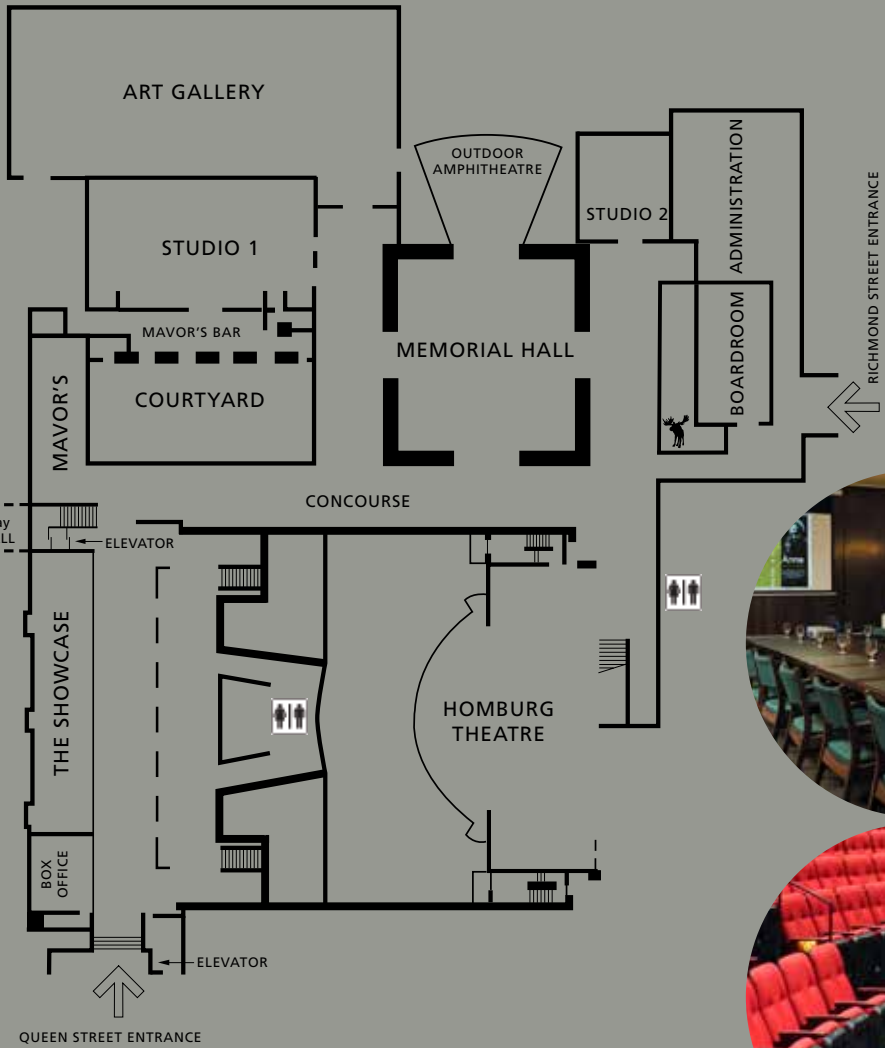 ART GALLERY
OUTDOOR
AMPHITHEATRE
STUDIO 2
ADMINISTRATION
RICHMOND STREET ENTRANCE
STUDIO 1
MAVOR'S BAR
MEMORIAL HALL
BOARDROOM
MAVOR'S
COURTYARD
CONCOURSE
ELEVATOR
THE SHOWCASE
HOMBURG
THEATRE
BOX
OFFICE
ELEVATOR
QUEEN STREET ENTRANCE